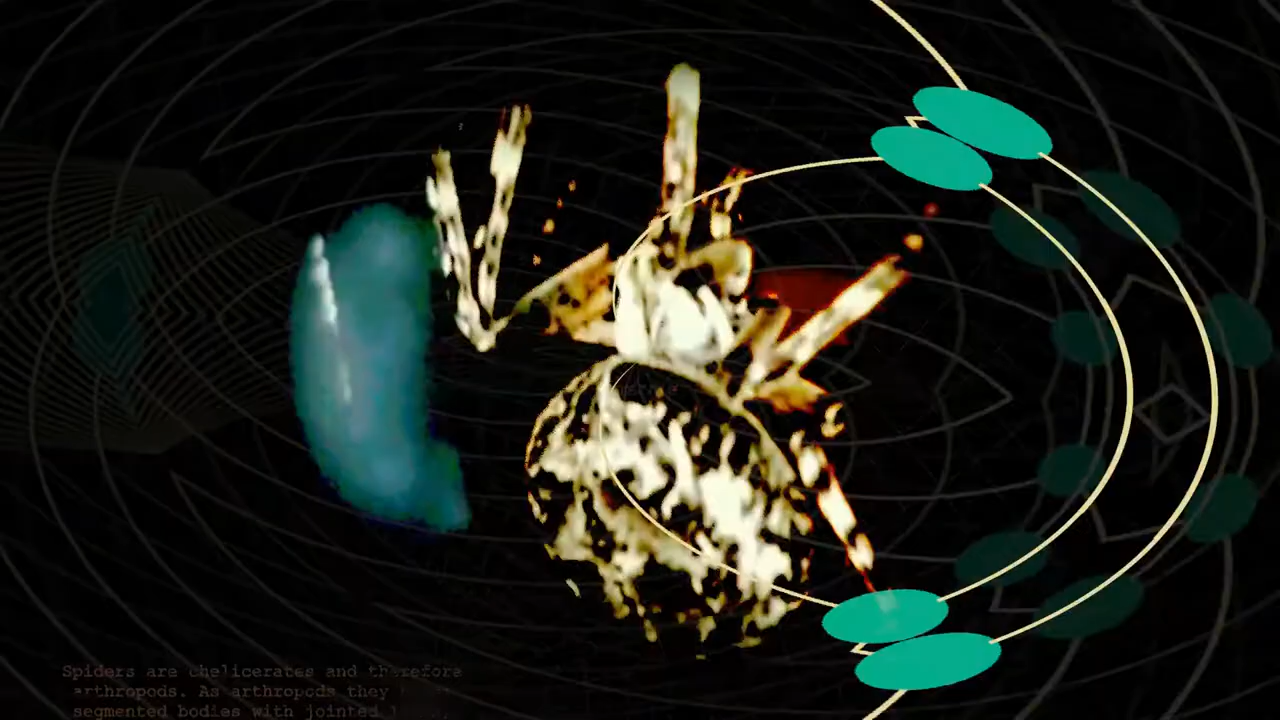 Spiders are chelicerates and therefore
arthropods. As arthropods they
segmented bodies with jointed